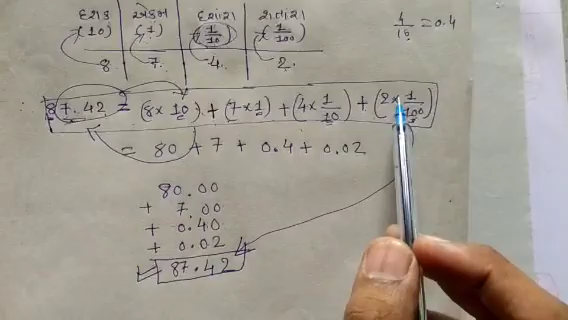 દશક એકમ દશાંશ શતાંશ
(10) (1) (1/10) (1/100) 4/10 = 0.4
8 7. 4. 2.
87.42 = (8×10) + (7×1) + (4×1/10) + (2×1/100)
= 80 + 7 + 0.4 + 0.02
80.00
+ 7.00
+ 0.40
+ 0.02
87.42